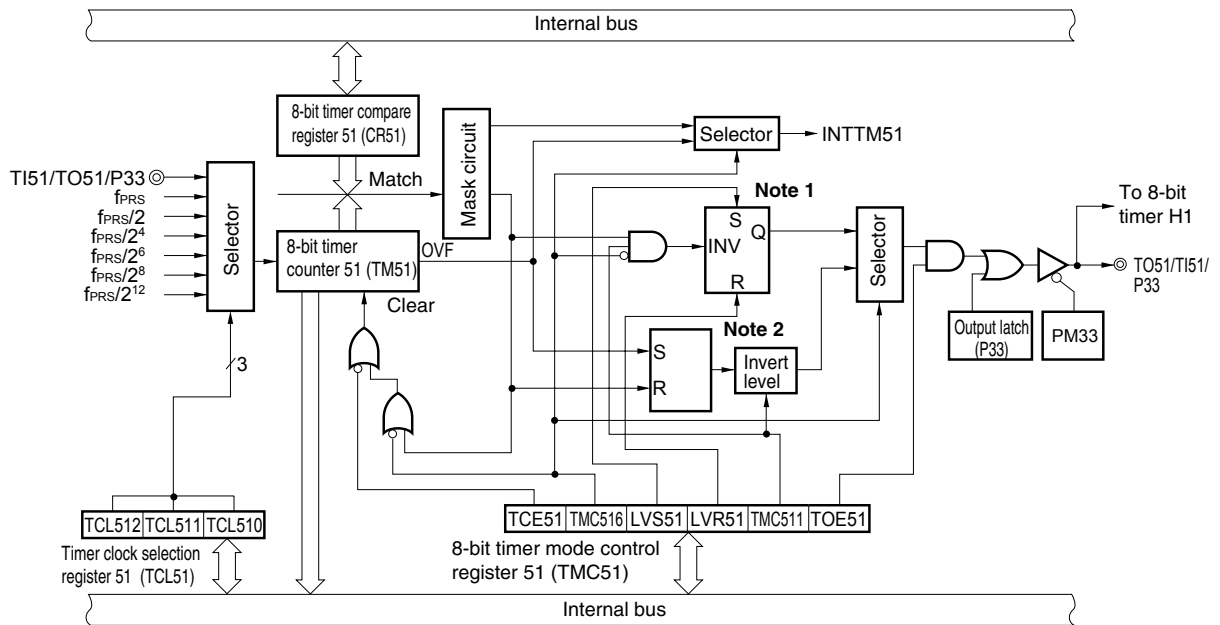 Internal bus
8-bit timer compare
register 51 (CR51)
Mask circuit
Selector
INTTM51
TI51/TO51/P33
fPRS
fPRS/2
fPRS/2⁴
fPRS/2⁶
fPRS/2⁸
fPRS/2¹²
Selector
Match
8-bit timer
counter 51 (TM51)
OVF
Clear
Note 1
S
INV
Q
R
Selector
To 8-bit
timer H1
TO51/TI51/
P33
Output latch
(P33)
PM33
Note 2
S
R
Invert
level
3
TCL512 TCL511 TCL510
Timer clock selection
register 51 (TCL51)
TCE51 TMC516 LVS51 LVR51 TMC511 TOE51
8-bit timer mode control
register 51 (TMC51)
Internal bus